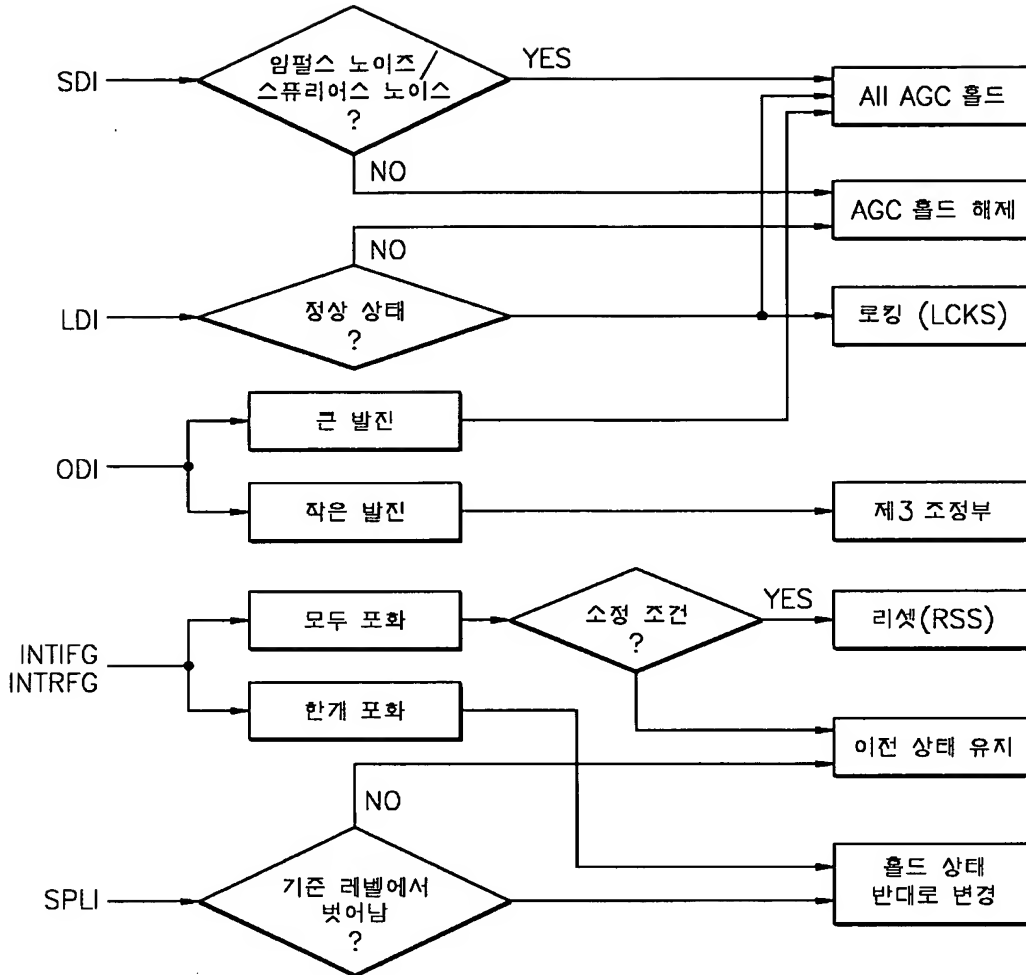 SDI
임펄스 노이즈/
스퓨리어스 노이스
?
YES
NO
All AGC 홀드
AGC 홀드 해제
NO
LDI
정상 상태
?
로킹 (LCKS)
ODI
큰 발진
작은 발진
제3 조정부
INTIFG
INTRFG
모두 포화
한개 포화
소정 조건
?
YES
리셋(RSS)
이전 상태 유지
NO
SPLI
기준 레벨에서
벗어남
?
홀드 상태
반대로 변경